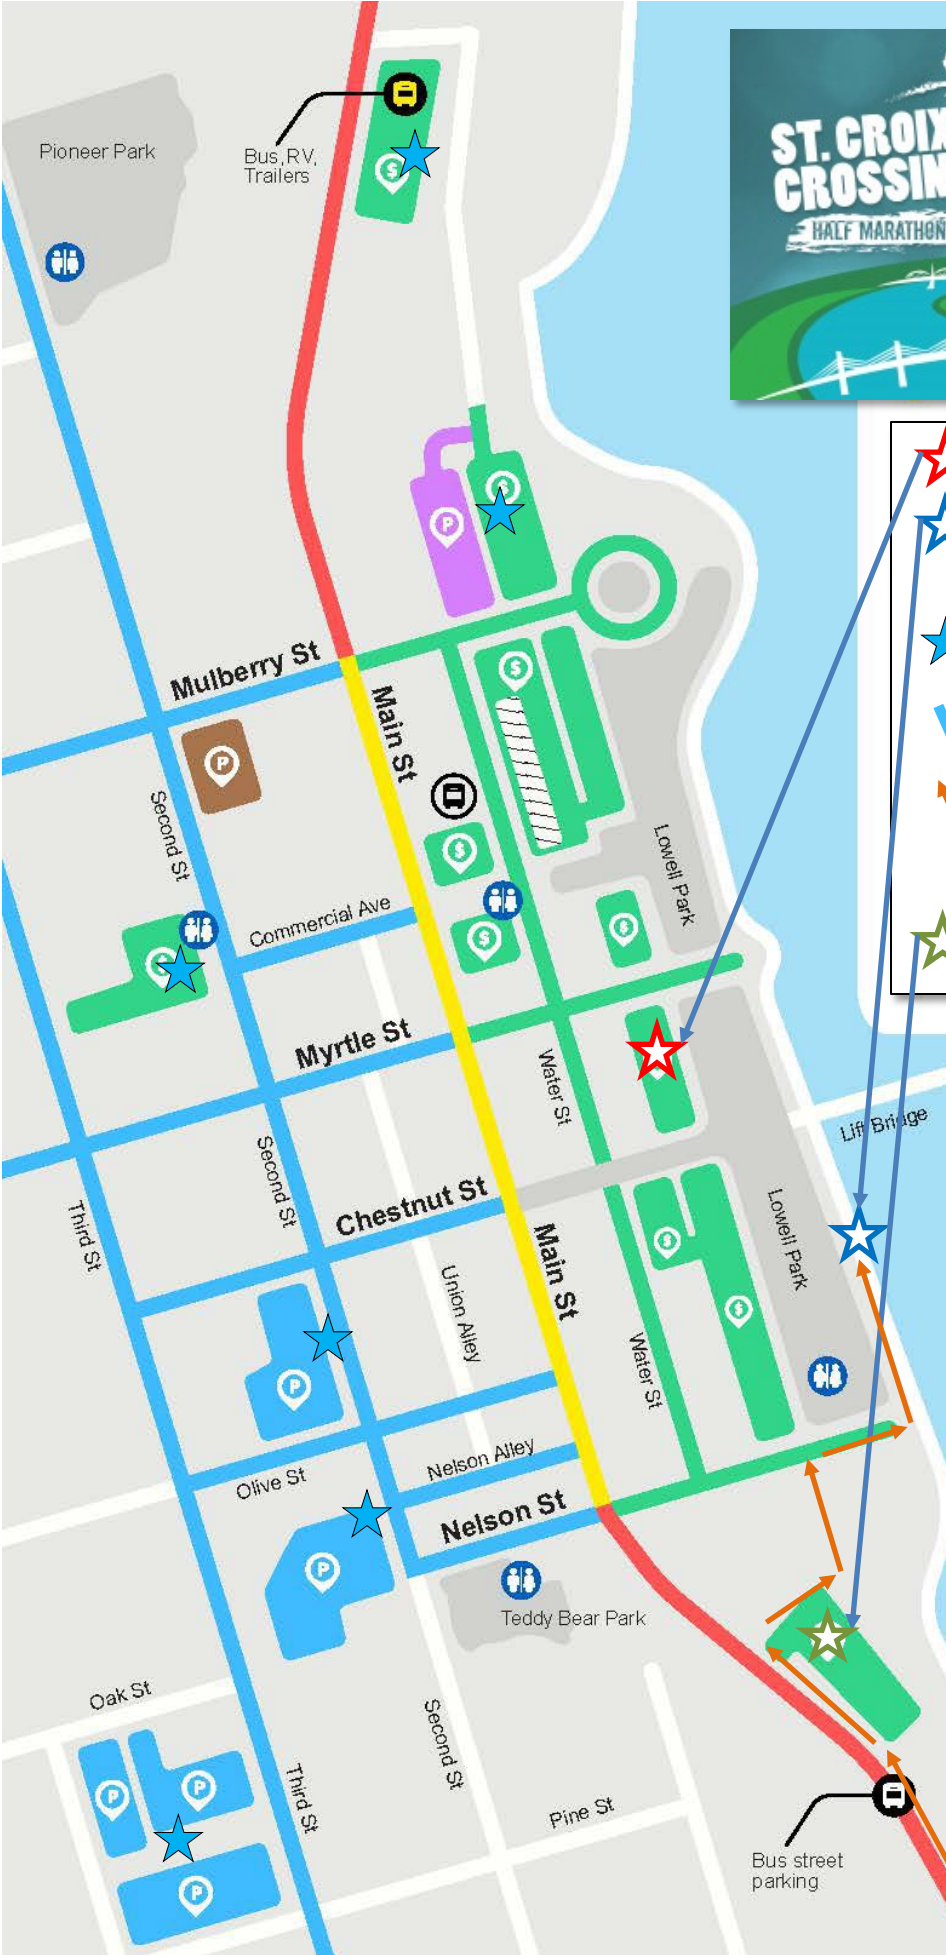 Pioneer Park
Bus, RV,
Trailers
ST. CROIX
CROSSIN
HALF MARATHON
Mulberry St
Main St
P
$
Second St
Commercial Ave
Lowell Park
Myrtle St
Water St
Lift Bridge
Second St
Third St
Chestnut St
Main St
Lowell Park
Union Alley
Water St
Nelson Alley
Olive St
Nelson St
Teddy Bear Park
Oak St
Second St
Third St
Pine St
Bus street
parking